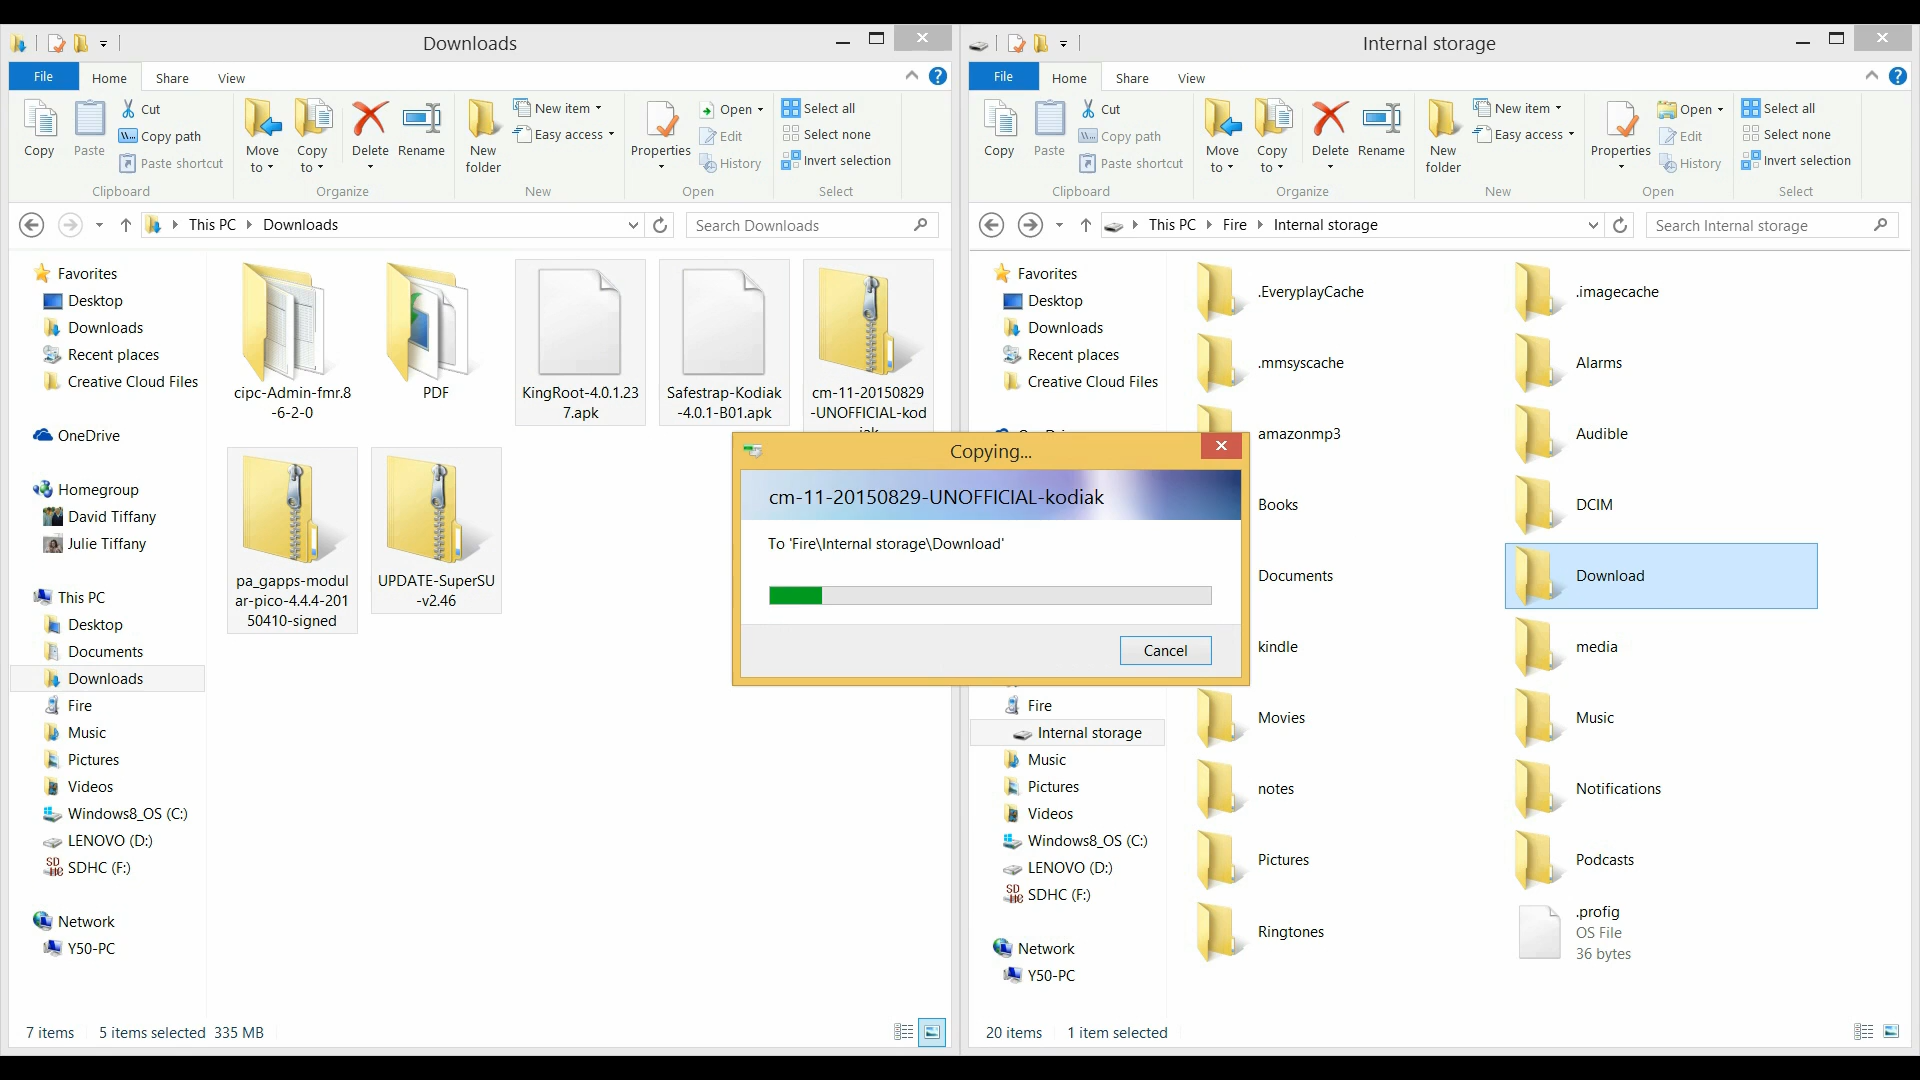 Downloads
File
Home
Share
View
Copy
Paste
Cut
Copy path
Paste shortcut
Clipboard
Move to
Copy to
Delete
Rename
Organize
New folder
New item
Easy access
New
Properties
Open
Edit
History
Open
Select all
Select none
Invert selection
Select
This PC
Downloads
Search Downloads
Favorites
Desktop
Downloads
Recent places
Creative Cloud Files
OneDrive
Homegroup
David Tiffany
Julie Tiffany
This PC
Desktop
Documents
Downloads
Fire
Music
Pictures
Videos
Windows8_OS (C:)
LENOVO (D:)
SDHC (F:)
Network
Y50-PC
cipc-Admin-fmr.8
-6-2-0
PDF
KingRoot-4.0.1.23
7.apk
Safestrap-Kodiak
-4.0.1-B01.apk
cm-11-20150829
-UNOFFICIAL-kod
pa_gapps-modul
ar-pico-4.4.4-201
50410-signed
UPDATE-SuperSU
-v2.46
7 items
5 items selected
335 MB
Copying...
cm-11-20150829-UNOFFICIAL-kodiak
To 'Fire\Internal storage\Download'
Cancel
Internal storage
File
Home
Share
View
Copy
Paste
Cut
Copy path
Paste shortcut
Clipboard
Move to
Copy to
Delete
Rename
Organize
New folder
New item
Easy access
New
Properties
Open
Edit
History
Open
Select all
Select none
Invert selection
Select
This PC
Fire
Internal storage
Search Internal storage
Favorites
Desktop
Downloads
Recent places
Creative Cloud Files
Fire
Internal storage
Music
Pictures
Videos
Windows8_OS (C:)
LENOVO (D:)
SDHC (F:)
Network
Y50-PC
.EveryplayCache
.imagecache
.mmsyscache
Alarms
amazonmp3
Audible
Books
DCIM
Documents
Download
kindle
media
Movies
Music
notes
Notifications
Pictures
Podcasts
Ringtones
.profig
OS File
36 bytes
20 items
1 item selected